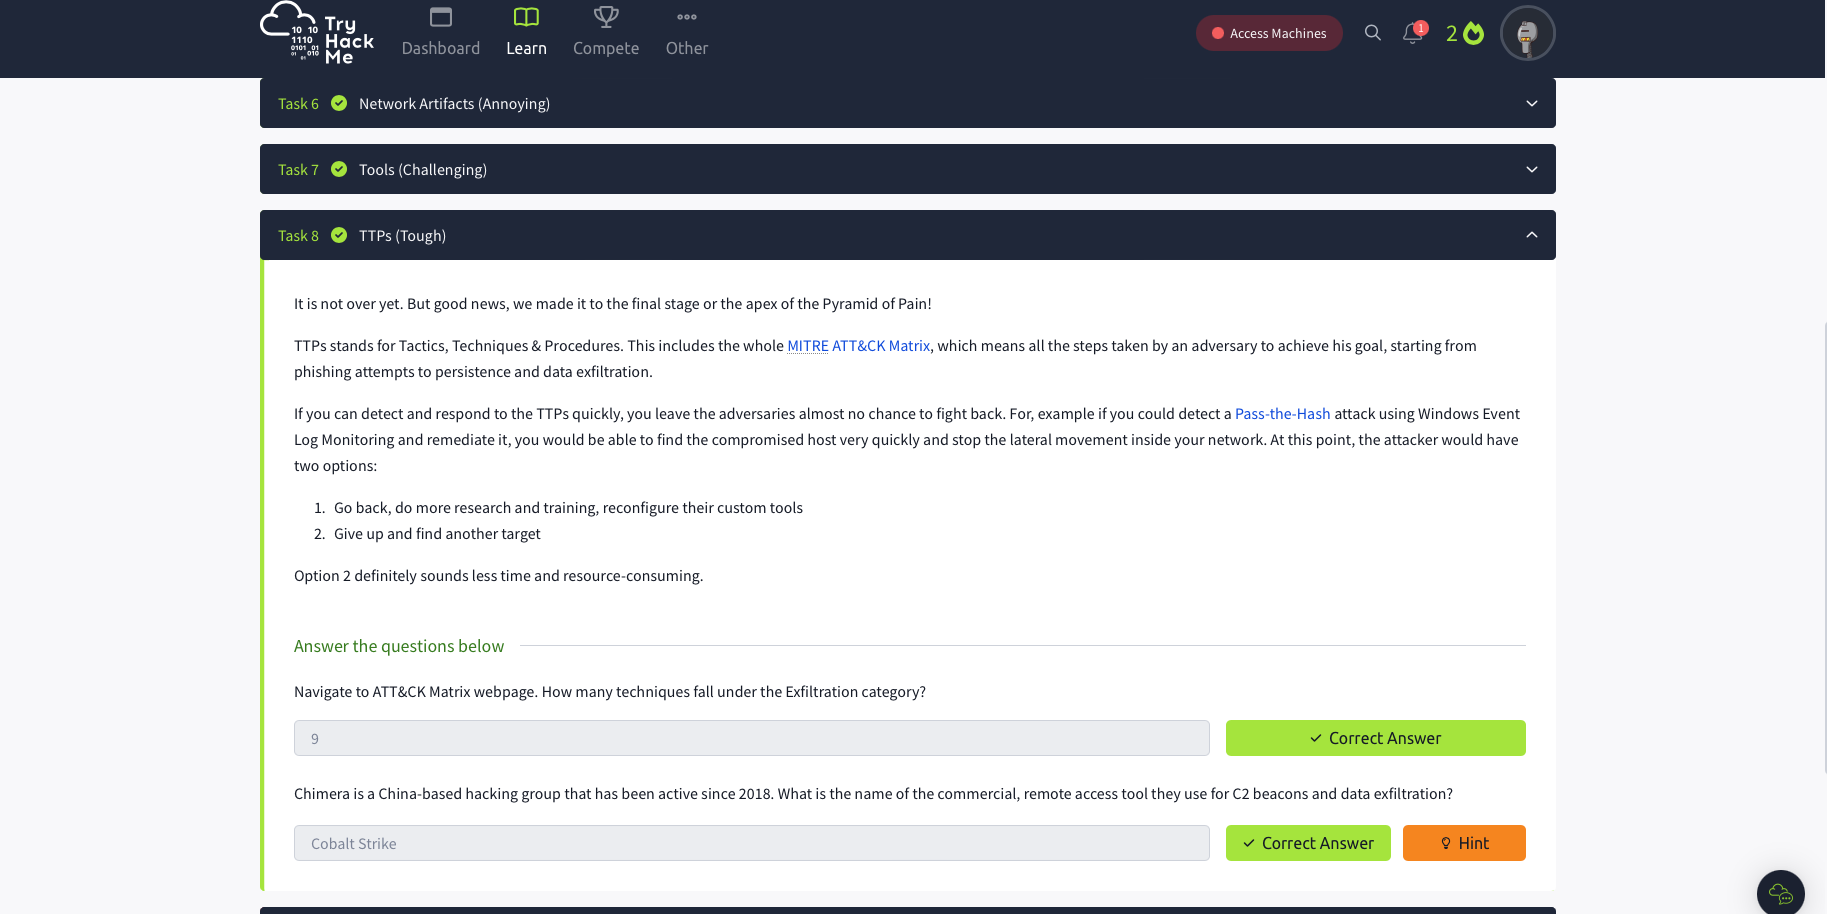 Try
Hack
Me
10 10
1110
0101 01
01 010
01
Dashboard
Learn
Compete
Other
Access Machines
1
2
Task 6 Network Artifacts (Annoying)
Task 7 Tools (Challenging)
Task 8 TTPs (Tough)
It is not over yet. But good news, we made it to the final stage or the apex of the Pyramid of Pain!
TTPs stands for Tactics, Techniques & Procedures. This includes the whole MITRE ATT&CK Matrix, which means all the steps taken by an adversary to achieve his goal, starting from
phishing attempts to persistence and data exfiltration.
If you can detect and respond to the TTPs quickly, you leave the adversaries almost no chance to fight back. For, example if you could detect a Pass-the-Hash attack using Windows Event
Log Monitoring and remediate it, you would be able to find the compromised host very quickly and stop the lateral movement inside your network. At this point, the attacker would have
two options:
1. Go back, do more research and training, reconfigure their custom tools
2. Give up and find another target
Option 2 definitely sounds less time and resource-consuming.
Answer the questions below
Navigate to ATT&CK Matrix webpage. How many techniques fall under the Exfiltration category?
9
Correct Answer
Chimera is a China-based hacking group that has been active since 2018. What is the name of the commercial, remote access tool they use for C2 beacons and data exfiltration?
Cobalt Strike
Correct Answer
Hint